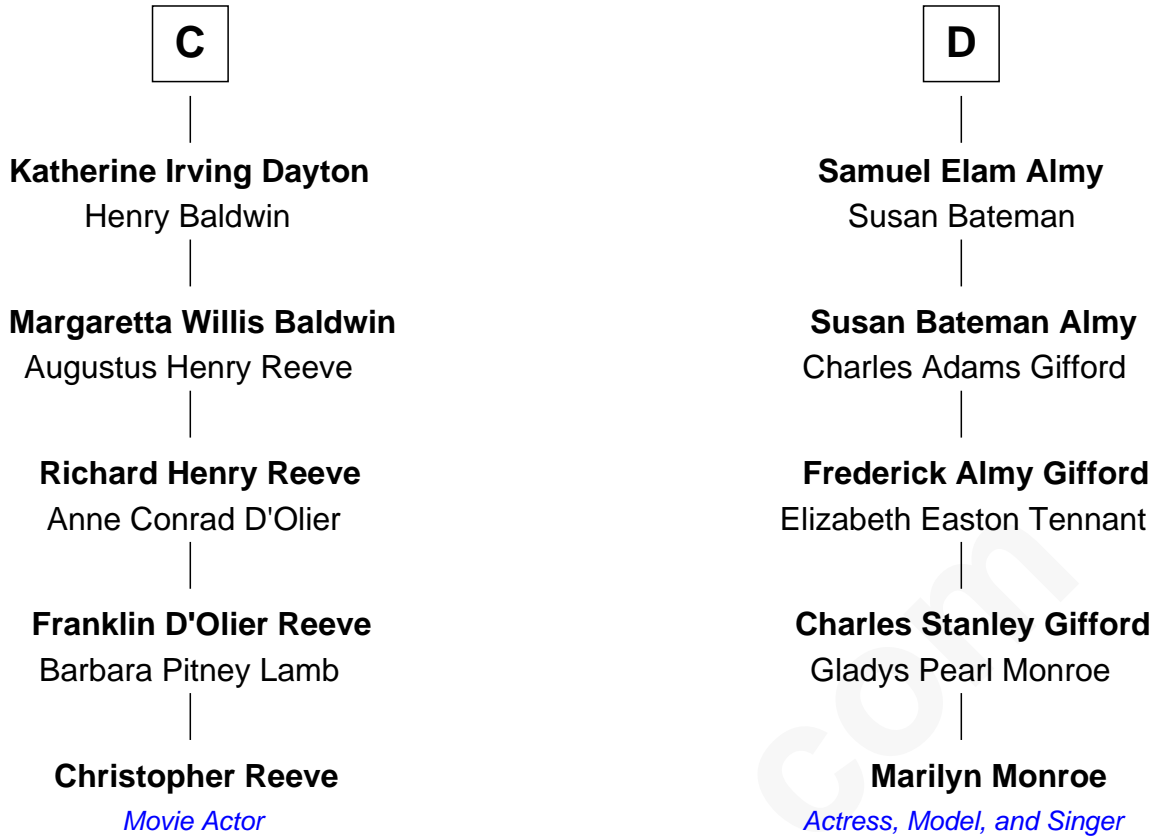 C
Katherine Irving Dayton
Henry Baldwin
Margaretta Willis Baldwin
Augustus Henry Reeve
Richard Henry Reeve
Anne Conrad D'Olier
Franklin D'Olier Reeve
Barbara Pitney Lamb
Christopher Reeve
Movie Actor
D
Samuel Elam Almy
Susan Bateman
Susan Bateman Almy
Charles Adams Gifford
Frederick Almy Gifford
Elizabeth Easton Tennant
Charles Stanley Gifford
Gladys Pearl Monroe
Marilyn Monroe
Actress, Model, and Singer
com